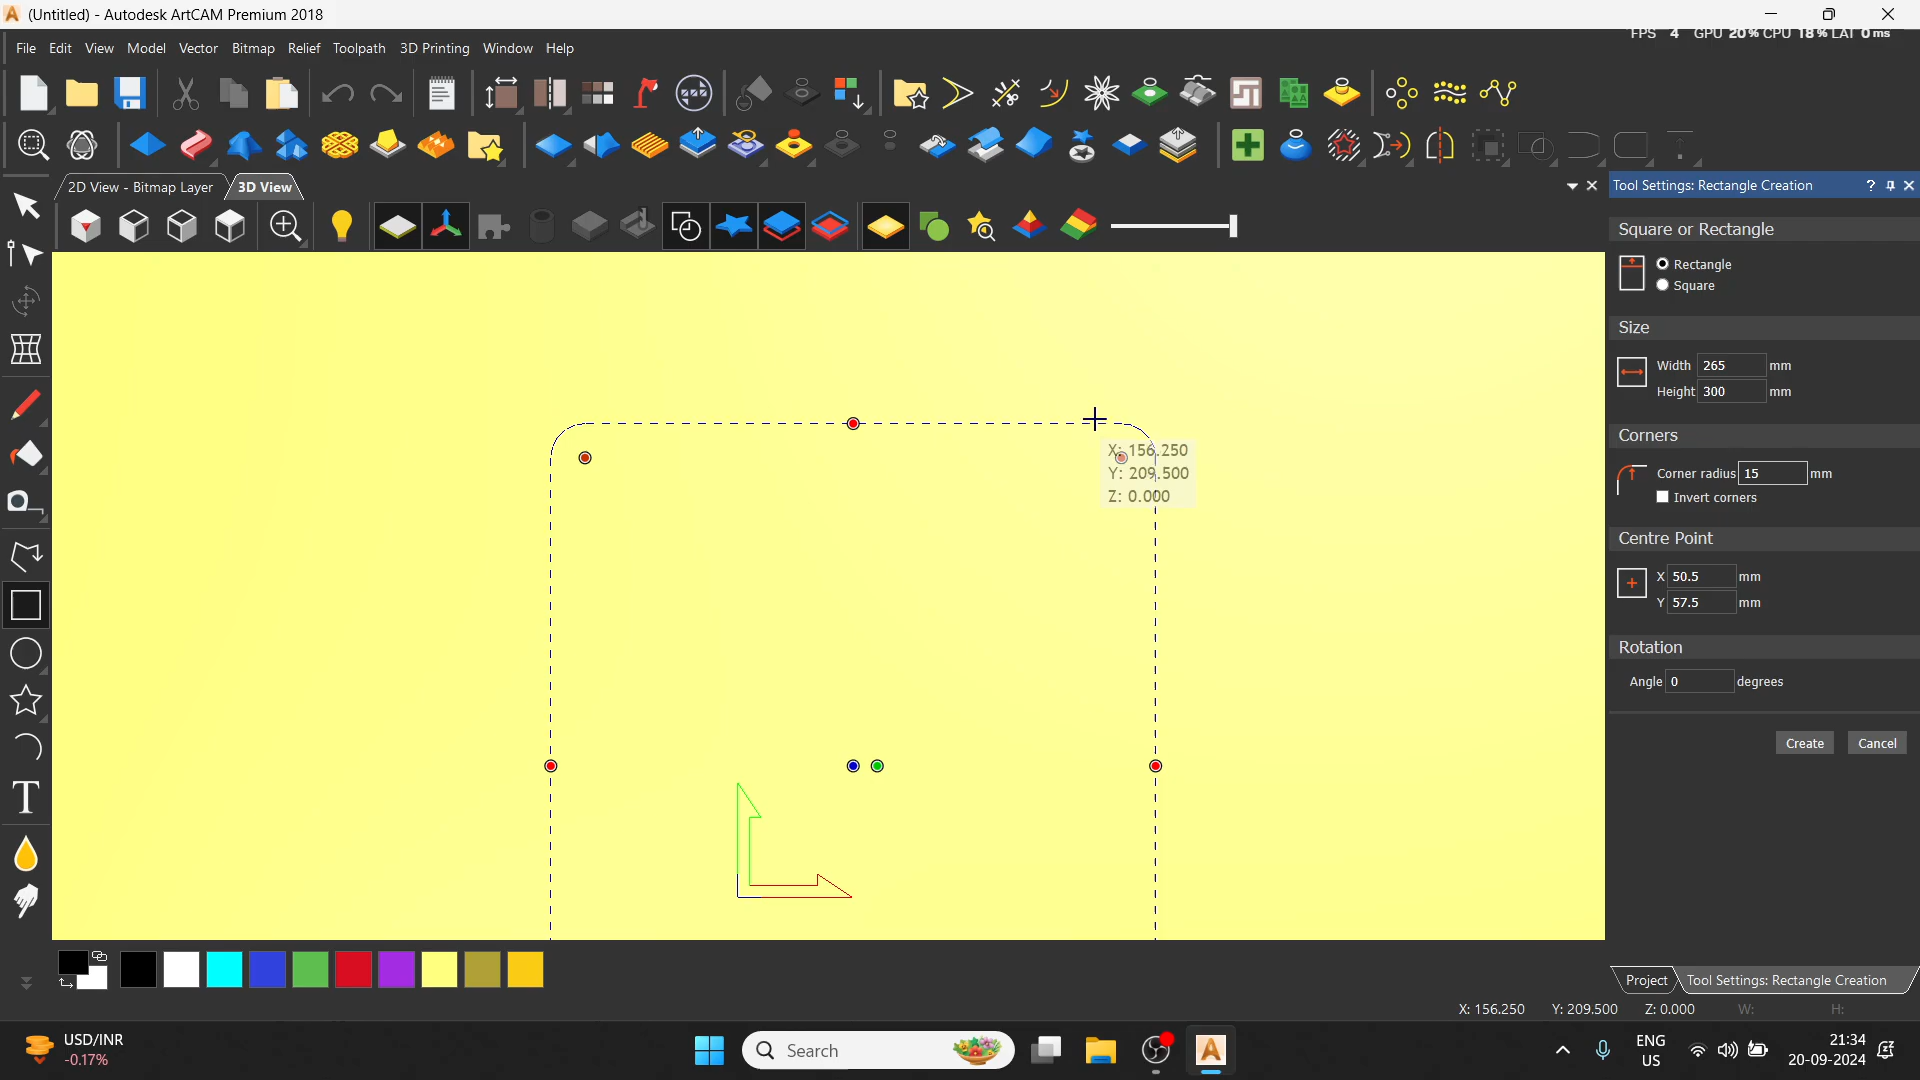 (Untitled) - Autodesk ArtCAM Premium 2018
FPS 4 GPU 20% CPU 18% LAT 0 ms
File Edit View Model Vector Bitmap Relief Toolpath 3D Printing Window Help
2D View - Bitmap Layer
3D View
Tool Settings: Rectangle Creation
Square or Rectangle
Rectangle
Square
Size
Width 265 mm
Height 300 mm
Corners
Corner radius 15 mm
Invert corners
Centre Point
X 50.5 mm
Y 57.5 mm
Rotation
Angle 0 degrees
Create Cancel
X: 156.250
Y: 209.500
Z: 0.000
Project
Tool Settings: Rectangle Creation
X: 156.250 Y: 209.500 Z: 0.000 W: H:
USD/INR
-0.17%
Search
ENG
US
21:34
20-09-2024